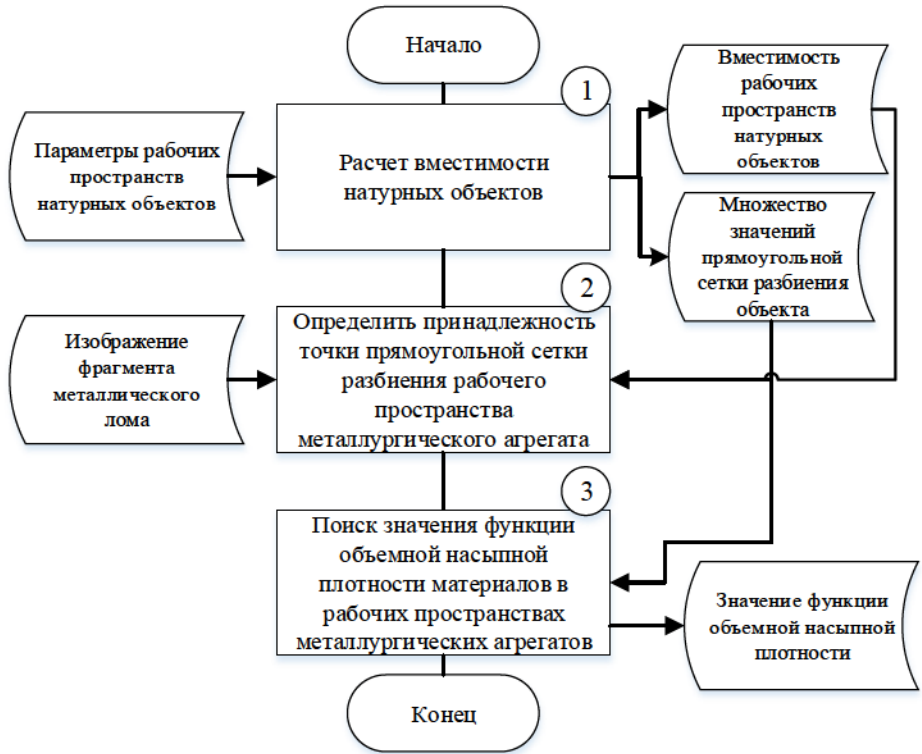 Начало
1
Вместимость
рабочих
пространств
натурных
объектов
Параметры рабочих
пространств
натурных объектов
Расчет вместимости
натурных объектов
Множество
значений
прямоугольной
сетки разбиения
объекта
2
Изображение
фрагмента
металлического
лома
Определить принадлежность
точки прямоугольной сетки
разбиения рабочего
пространства
металлургического агрегата
3
Поиск значения функции
объемной насыпной
плотности материалов в
рабочих пространствах
металлургических агрегатов
Значение функции
объемной насыпной
плотности
Конец